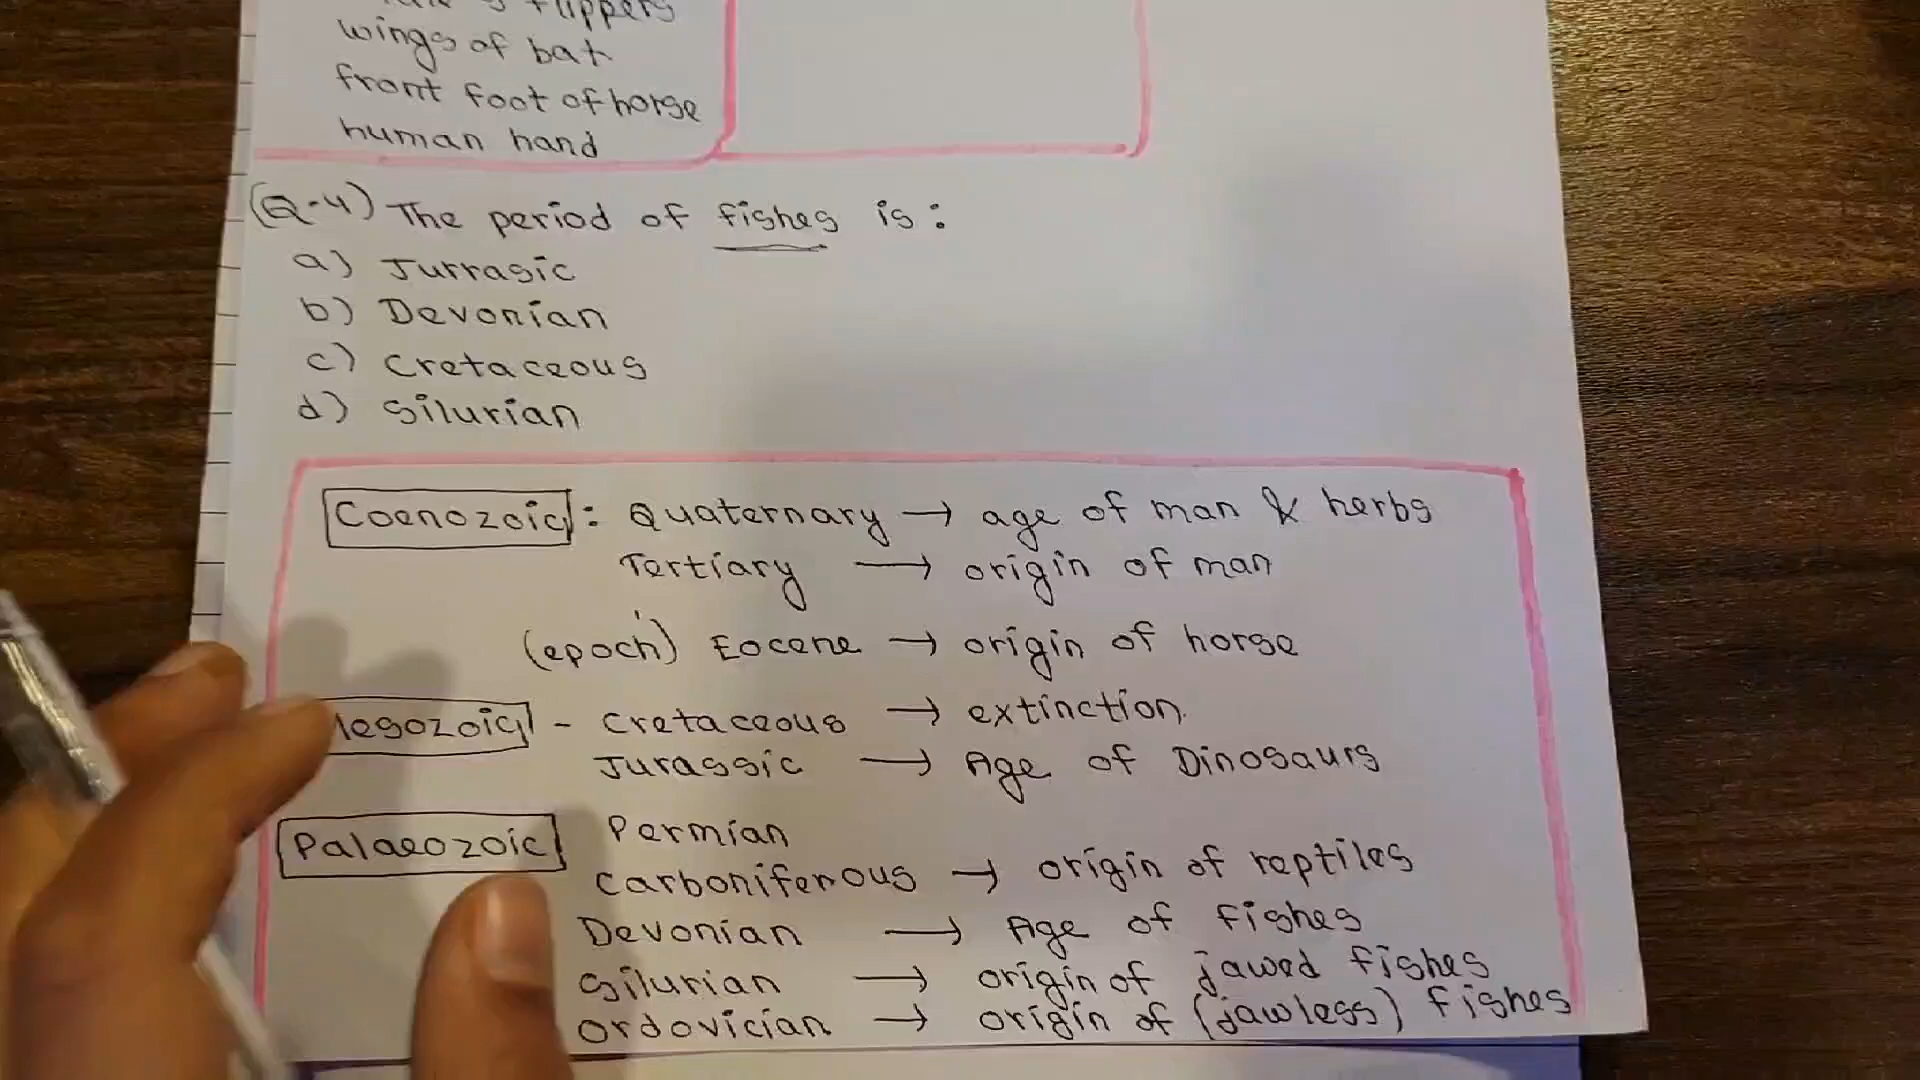 flippers
wings of bat
front foot of horse
human hand
(Q-4) The period of fishes is:
a) Jurrasic
b) Devonian
c) Cretaceous
d) Silurian
Coenozoic : Quaternary → age of man & herbs
Tertiary → origin of man
(epoch) Eocene → origin of horse
Mesozoic - Cretaceous → extinction.
Jurassic → Age of Dinosaurs
Palaeozoic Permian
Carboniferous → origin of reptiles
Devonian → Age of Fishes
Silurian → origin of jawed fishes
Ordovician → origin of (jawless) fishes